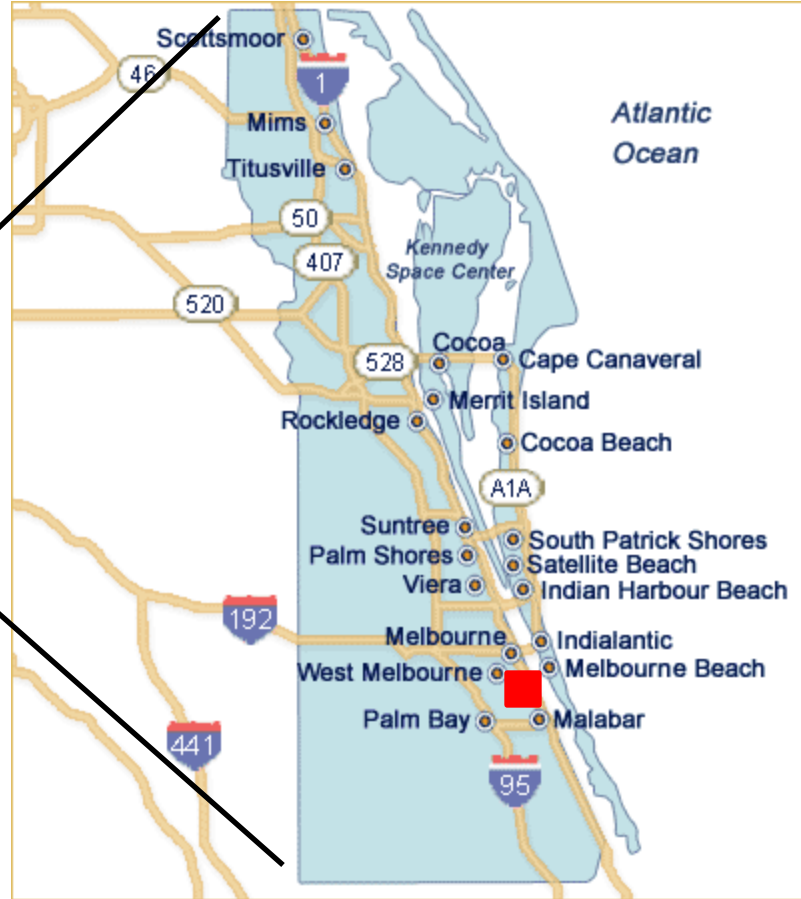 Scottsmoor
46
1
Mims
Atlantic
Ocean
Titusville
50
Kennedy
Space Center
407
520
Cocoa
528
Cape Canaveral
Merrit Island
Rockledge
Cocoa Beach
A1A
Suntree
South Patrick Shores
Palm Shores
Satellite Beach
Viera
Indian Harbour Beach
192
Melbourne
Indialantic
West Melbourne
Melbourne Beach
Palm Bay
Malabar
441
95